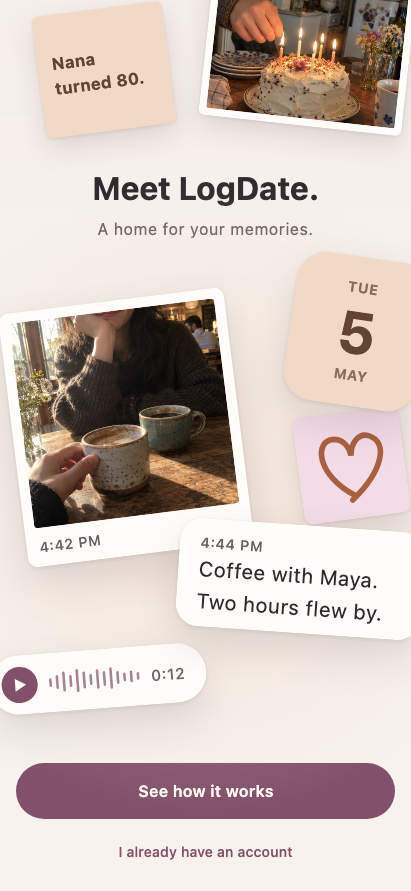 Nana
turned 80.
Meet LogDate.
A home for your memories.
TUE
5
MAY
4:42 PM
4:44 PM
Coffee with Maya.
Two hours flew by.
0:12
See how it works
I already have an account